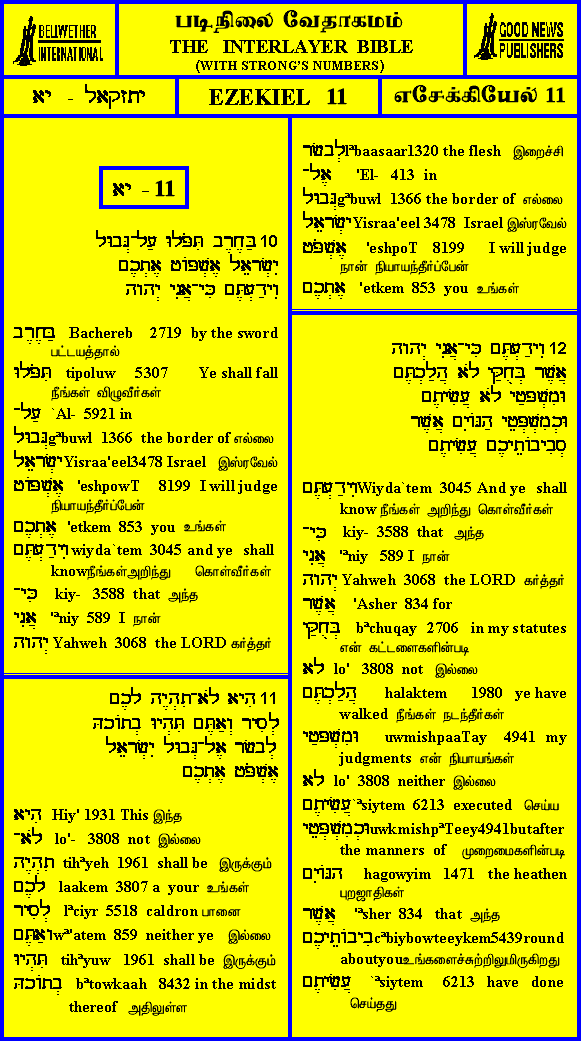 BELLWETHER
INTERNATIONAL
படிநிலை வேதாகமம்
THE INTERLAYER BIBLE
(WITH STRONG'S NUMBERS)
GOOD NEWS
PUBLISHERS
יחזקאל - יא
EZEKIEL 11
எசேக்கியேல் 11
יא - 11
10 בַּחֶרֶב תִּפֹּלוּ עַל־גְּבוּל
יִשְׂרָאֵל אֶשְׁפּוֹט אֶתְכֶם
וִידַעְתֶּם כִּי־אֲנִי יְהוָה
בַּחֶרֶב Bachereb 2719 by the sword
பட்டயத்தால்
תִּפֹּלוּ tipoluw 5307 Ye shall fall
நீங்கள் விழுவீர்கள்
עַל־ `Al- 5921 in
גְּבוּל gªbuwl 1366 the border of எல்லை
יִשְׂרָאֵל Yisraa'eel3478 Israel இஸ்ரவேல்
אֶשְׁפּוֹט 'eshpowT 8199 I will judge
நியாயந்தீர்ப்பேன்
אֶתְכֶם 'etkem 853 you உங்கள்
וִידַעְתֶּם wiyda`tem 3045 and ye shall
knowநீங்கள்அறிந்து கொள்வீர்கள்
כִּי־ kiy- 3588 that அந்த
אֲנִי 'ªniy 589 I நான்
יְהוָה Yahweh 3068 the LORD கர்த்தர்
11 הִיא לֹא־תִהְיֶה לָכֶם
לְסִיר וְאַתֶּם תִּהְיוּ בְתוֹכָהּ
לְבָשָׂר אֶל־גְּבוּל יִשְׂרָאֵל
אֶשְׁפֹּט אֶתְכֶם
הִיא Hiy' 1931 This இந்த
לֹא־ lo'- 3808 not இல்லை
תִהְיֶה tihªyeh 1961 shall be இருக்கும்
לָכֶם laakem 3807 a your உங்கள்
לְסִיר lªciyr 5518 caldron பானை
וְאַתֶּם wª'atem 859 neither ye இல்லை
תִּהְיוּ tihªyuw 1961 shall be இருக்கும்
בְתוֹכָהּ bªtowkaah 8432 in the midst
thereof அதிலுள்ள
לְבָשָׂר lªbaasaar1320 the flesh இறைச்சி
אֶל־ 'El- 413 in
גְּבוּל gªbuwl 1366 the border of எல்லை
יִשְׂרָאֵל Yisraa'eel 3478 Israel இஸ்ரவேல்
אֶשְׁפֹּט 'eshpoT 8199 I will judge
நான் நியாயந்தீர்ப்பேன்
אֶתְכֶם 'etkem 853 you உங்கள்
12 וִידַעְתֶּם כִּי־אֲנִי יְהוָה
אֲשֶׁר בְּחֻקַּי לֹא הֲלַכְתֶּם
וּמִשְׁפָּטַי לֹא עֲשִׂיתֶם
וּכְמִשְׁפְּטֵי הַגּוֹיִם אֲשֶׁר
סְבִיבוֹתֵיכֶם עֲשִׂיתֶם
וִידַעְתֶּם Wiyda`tem 3045 And ye shall
know நீங்கள் அறிந்து கொள்வீர்கள்
כִּי־ kiy- 3588 that அந்த
אֲנִי 'ªniy 589 I நான்
יְהוָה Yahweh 3068 the LORD கர்த்தர்
אֲשֶׁר 'Asher 834 for
בְּחֻקַּי bªchuqay 2706 in my statutes
என் கட்டளைகளின்படி
לֹא lo' 3808 not இல்லை
הֲלַכְתֶּם halaktem 1980 ye have
walked நீங்கள் நடந்தீர்கள்
וּמִשְׁפָּטַי uwmishpaaTay 4941 my
judgments என் நியாயங்கள்
לֹא lo' 3808 neither இல்லை
עֲשִׂיתֶם `ªsiytem 6213 executed செய்ய
וּכְמִשְׁפְּטֵי uwkmishpªTeey4941butafter
the manners of முறைமைகளின்படி
הַגּוֹיִם hagowyim 1471 the heathen
புறஜாதிகள்
אֲשֶׁר 'ªsher 834 that அந்த
בִיבוֹתֵיכֶם cªbiybowteeykem5439round
aboutyouஉங்களைச்சுற்றிலுமிருகிறது
עֲשִׂיתֶם `ªsiytem 6213 have done
செய்தது